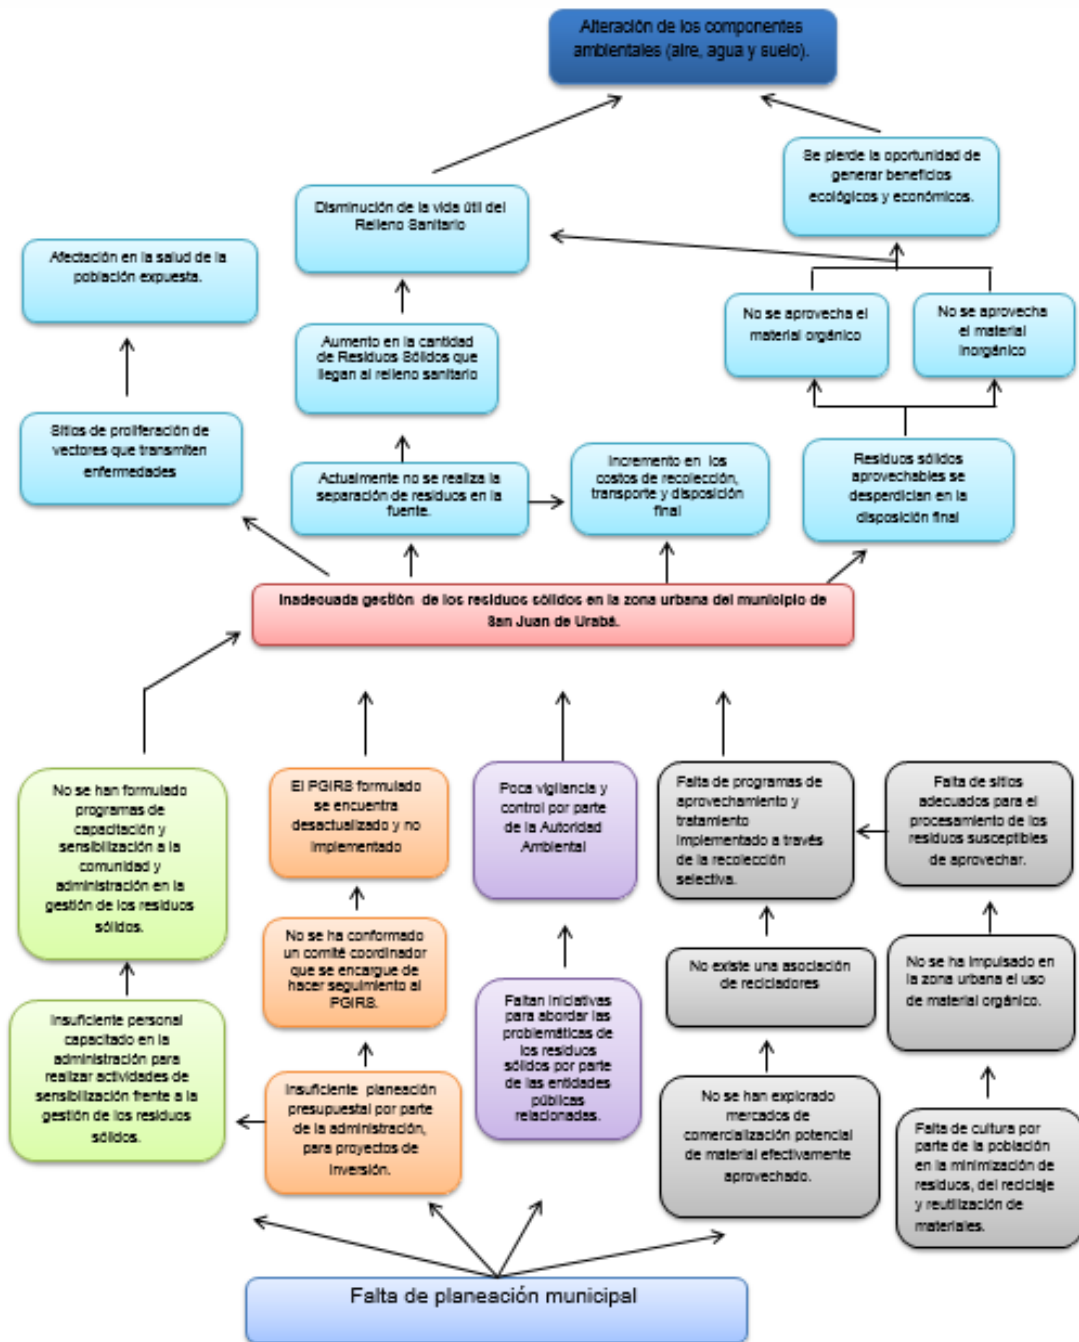 Alteración de los componentes
ambientales (aire, agua y suelo).
Se pierde la oportunidad de
generar beneficios
ecológicos y económicos.
Disminución de la vida útil del
Relleno Sanitario
Afectación en la salud de la
población expuesta.
No se aprovecha el
material orgánico
No se aprovecha
el material
inorgánico
Aumento en la cantidad
de Residuos Sólidos que
llegan al relleno sanitario
Sitios de proliferación de
vectores que transmiten
enfermedades
Actualmente no se realiza la
separación de residuos en la
fuente.
Incremento en los
costos de recolección,
transporte y disposición
final
Residuos sólidos
aprovechables se
desperdician en la
disposición final
Inadecuada gestión de los residuos sólidos en la zona urbana del municipio de
San Juan de Urabá.
No se han formulado
programas de
capacitación y
sensibilización a la
comunidad y
administración en la
gestión de los residuos
sólidos.
El PGIRS formulado
se encuentra
desactualizado y no
implementado
Poca vigilancia y
control por parte
de la Autoridad
Ambiental
Falta de programas de
aprovechamiento y
tratamiento
implementado a través
de la recolección
selectiva.
Falta de sitios
adecuados para el
procesamiento de los
residuos susceptibles
de aprovechar.
No se ha conformado
un comité coordinador
que se encargue de
hacer seguimiento al
PGIRS.
No existe una asociación
de recicladores
No se ha impulsado en
la zona urbana el uso
de material orgánico.
Insuficiente personal
capacitado en la
administración para
realizar actividades de
sensibilización frente a la
gestión de los residuos
sólidos.
Insuficiente planeación
presupuestal por parte
de la administración,
para proyectos de
inversión.
Faltan iniciativas
para abordar las
problemáticas de
los residuos
sólidos por parte
de las entidades
públicas
relacionadas.
No se han explorado
mercados de
comercialización potencial
de material efectivamente
aprovechado.
Falta de cultura por
parte de la población
en la minimización de
residuos, del reciclaje
y reutilización de
materiales.
Falta de planeación municipal